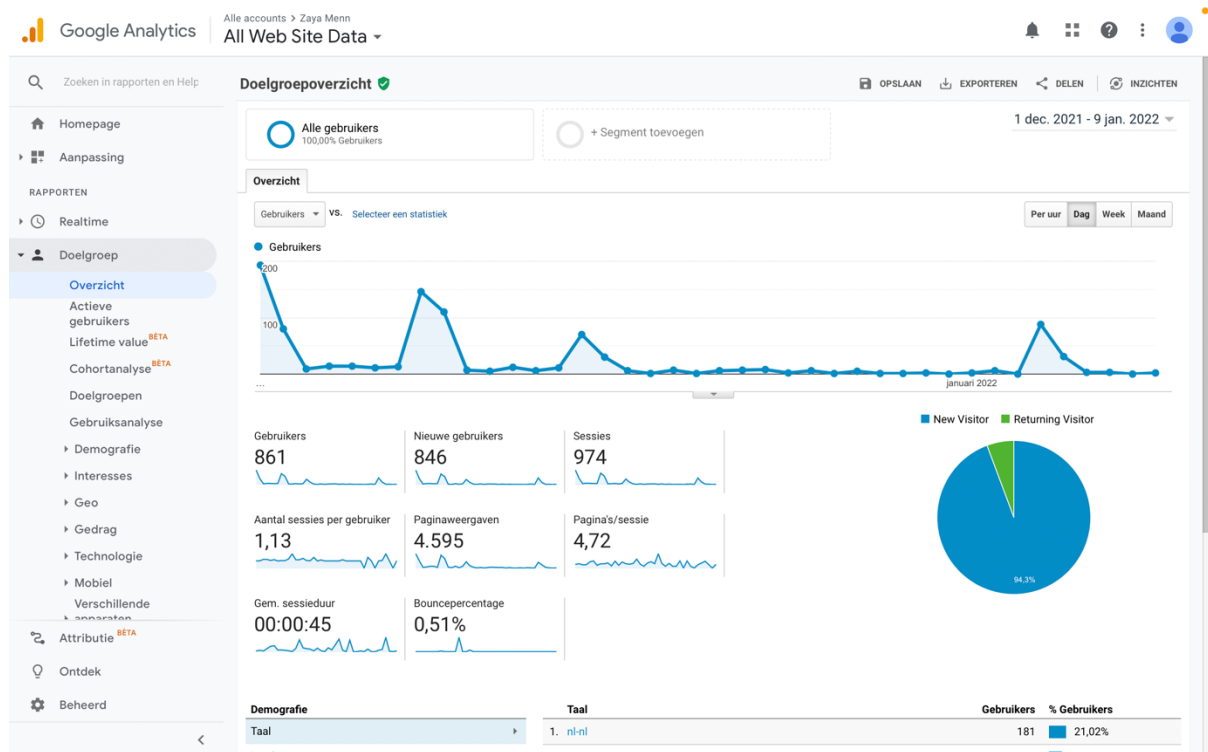 Google Analytics
Alle accounts > Zaya Menn
All Web Site Data
Zoeken in rapporten en Help
Homepage
Aanpassing
RAPPORTEN
Realtime
Doelgroep
Overzicht
Actieve
gebruikers
Lifetime value BÈTA
Cohortanalyse BÈTA
Doelgroepen
Gebruiksanalyse
Demografie
Interesses
Geo
Gedrag
Technologie
Mobiel
Verschillende
apparaten
Attributie BÈTA
Ontdek
Beheerd
Doelgroepoverzicht
OPSLAAN
EXPORTEREN
DELEN
INZICHTEN
Alle gebruikers
100,00% Gebruikers
+ Segment toevoegen
1 dec. 2021 - 9 jan. 2022
Overzicht
Gebruikers
VS.
Selecteer een statistiek
Per uur
Dag
Week
Maand
Gebruikers
200
100
...
januari 2022
New Visitor
Returning Visitor
94,3%
Gebruikers
861
Nieuwe gebruikers
846
Sessies
974
Aantal sessies per gebruiker
1,13
Paginaweergaven
4.595
Pagina's/sessie
4,72
Gem. sessieduur
00:00:45
Bouncepercentage
0,51%
Demografie
Taal
Taal
Gebruikers
% Gebruikers
1. nl-nl
181
21,02%